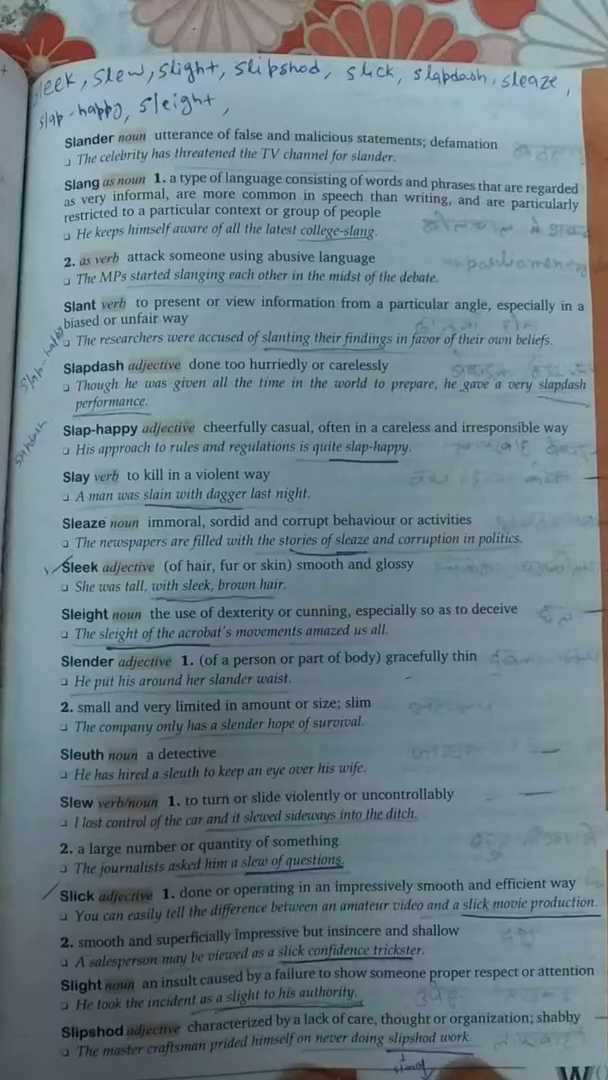 sleek, slew, slight, slipshod, slick, slapdash, sleaze,
slap-happy, sleight,
Slander noun utterance of false and malicious statements; defamation
❑ The celebrity has threatened the TV channel for slander.
Slang as noun 1. a type of language consisting of words and phrases that are regarded
as very informal, are more common in speech than writing, and are particularly
restricted to a particular context or group of people
❑ He keeps himself aware of all the latest college-slang.
2. as verb attack someone using abusive language
❑ The MPs started slanging each other in the midst of the debate.
Slant verb to present or view information from a particular angle, especially in a
biased or unfair way
❑ The researchers were accused of slanting their findings in favor of their own beliefs.
Slapdash adjective done too hurriedly or carelessly
❑ Though he was given all the time in the world to prepare, he gave a very slapdash
performance.
Slap-happy adjective cheerfully casual, often in a careless and irresponsible way
❑ His approach to rules and regulations is quite slap-happy.
Slay verb to kill in a violent way
❑ A man was slain with dagger last night.
Sleaze noun immoral, sordid and corrupt behaviour or activities
❑ The newspapers are filled with the stories of sleaze and corruption in politics.
Sleek adjective (of hair, fur or skin) smooth and glossy
❑ She was tall, with sleek, brown hair.
Sleight noun the use of dexterity or cunning, especially so as to deceive
❑ The sleight of the acrobat's movements amazed us all.
Slender adjective 1. (of a person or part of body) gracefully thin
❑ He put his around her slander waist.
2. small and very limited in amount or size; slim
❑ The company only has a slender hope of survival.
Sleuth noun a detective
❑ He has hired a sleuth to keep an eye over his wife.
Slew verb/noun 1. to turn or slide violently or uncontrollably
❑ I lost control of the car and it slewed sideways into the ditch.
2. a large number or quantity of something
❑ The journalists asked him a slew of questions.
Slick adjective 1. done or operating in an impressively smooth and efficient way
❑ You can easily tell the difference between an amateur video and a slick movie production.
2. smooth and superficially impressive but insincere and shallow
❑ A salesperson may be viewed as a slick confidence trickster.
Slight noun an insult caused by a failure to show someone proper respect or attention
❑ He took the incident as a slight to his authority.
Slipshod adjective characterized by a lack of care, thought or organization; shabby
❑ The master craftsman prided himself on never doing slipshod work.
slap-happy